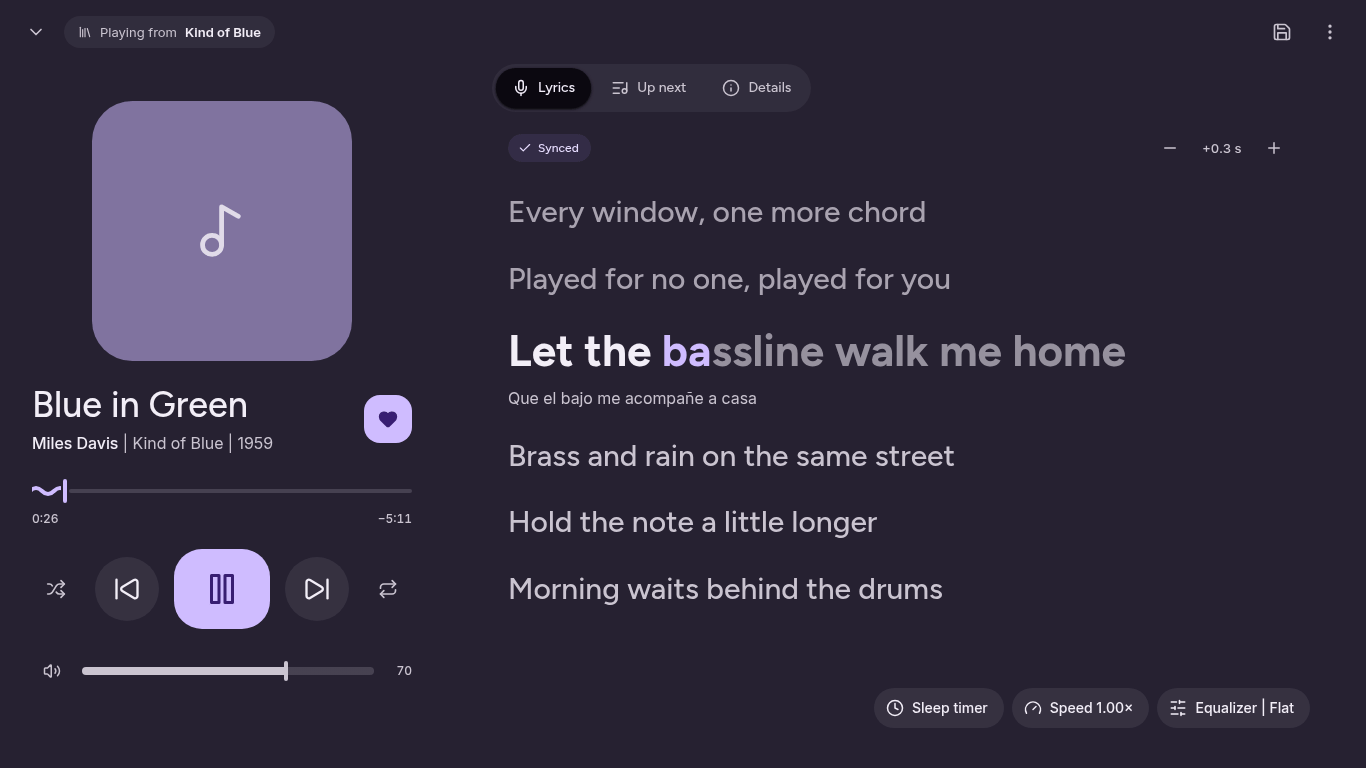 Playing from Kind of Blue
Lyrics
Up next
Details
Synced
+0.3 s
Every window, one more chord
Played for no one, played for you
Let the bassline walk me home
Que el bajo me acompañe a casa
Brass and rain on the same street
Hold the note a little longer
Morning waits behind the drums
Blue in Green
Miles Davis | Kind of Blue | 1959
0:26
−5:11
70
Sleep timer
Speed 1.00×
Equalizer | Flat